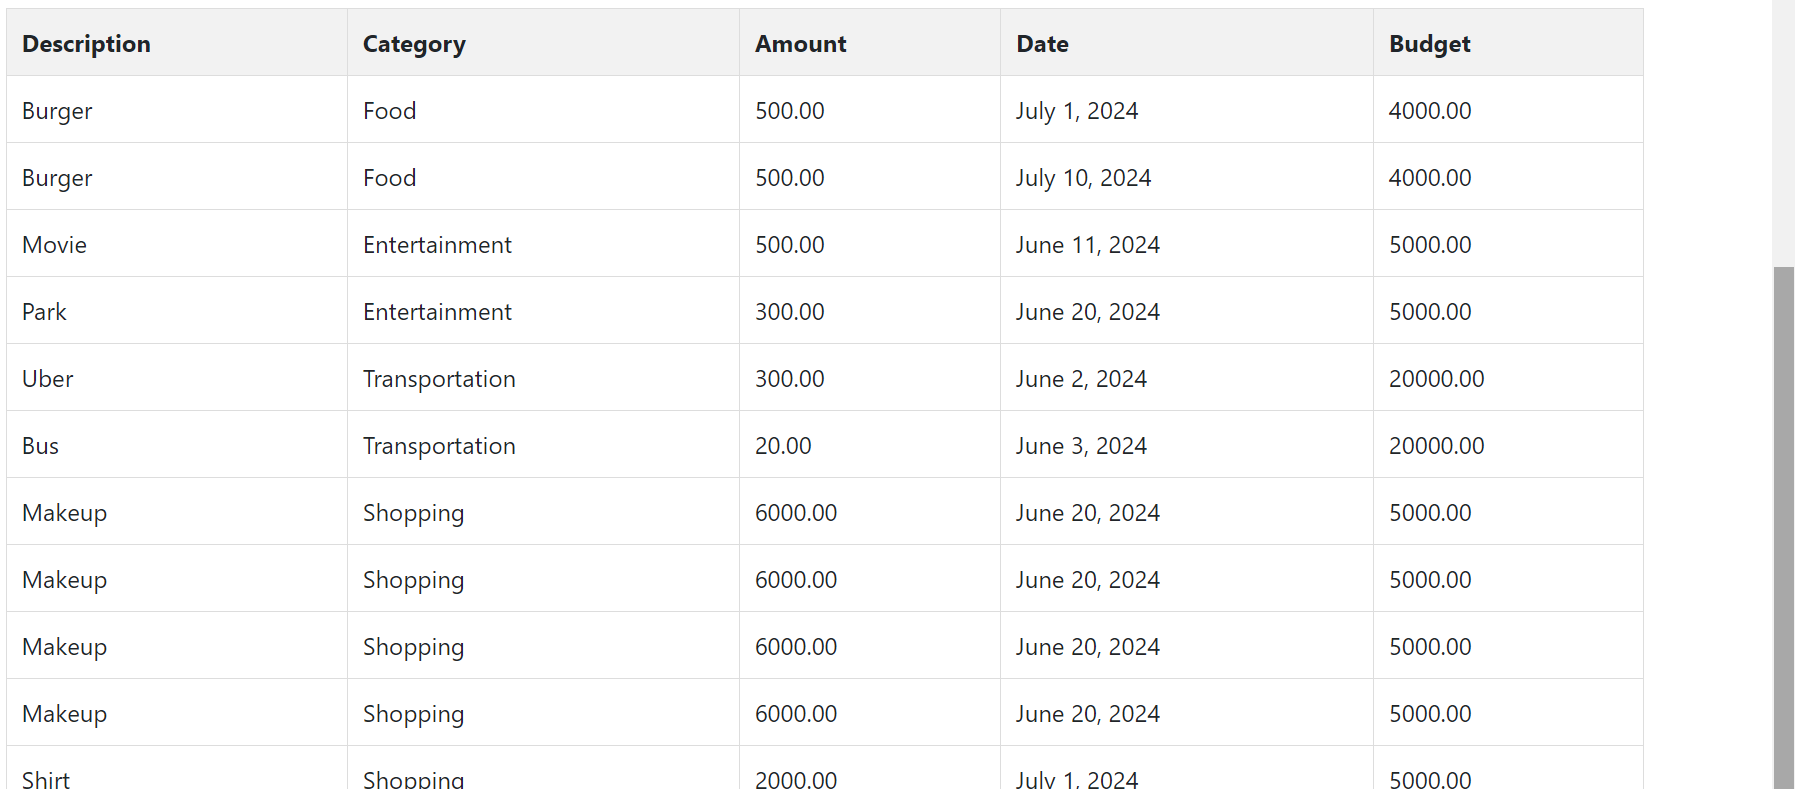 Description Category Amount Date Budget
Burger Food 500.00 July 1, 2024 4000.00
Burger Food 500.00 July 10, 2024 4000.00
Movie Entertainment 500.00 June 11, 2024 5000.00
Park Entertainment 300.00 June 20, 2024 5000.00
Uber Transportation 300.00 June 2, 2024 20000.00
Bus Transportation 20.00 June 3, 2024 20000.00
Makeup Shopping 6000.00 June 20, 2024 5000.00
Makeup Shopping 6000.00 June 20, 2024 5000.00
Makeup Shopping 6000.00 June 20, 2024 5000.00
Makeup Shopping 6000.00 June 20, 2024 5000.00
Shirt Shopping 2000.00 July 1, 2024 5000.00